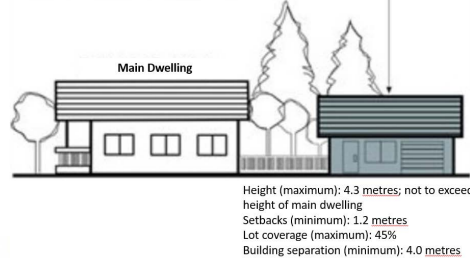 Main Dwelling
Height (maximum): 4.3 metres; not to exceed
height of main dwelling
Setbacks (minimum): 1.2 metres
Lot coverage (maximum): 45%
Building separation (minimum): 4.0 metres